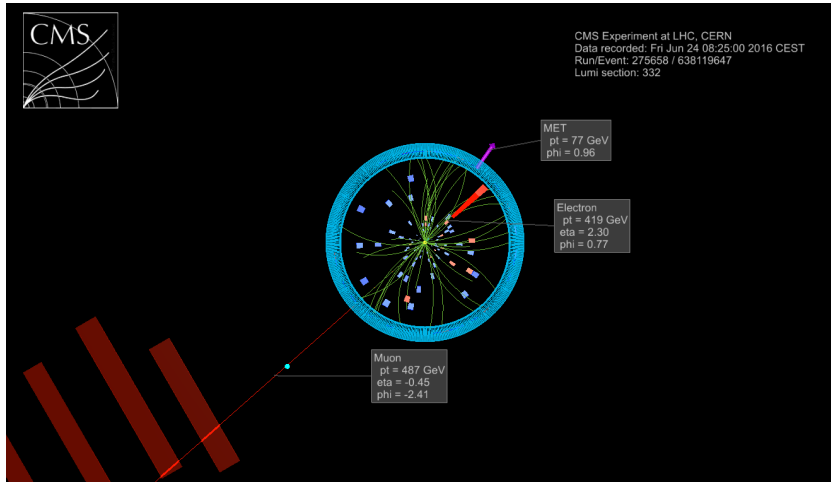 CMS
CMS Experiment at LHC, CERN
Data recorded: Fri Jun 24 08:25:00 2016 CEST
Run/Event: 275658 / 638119647
Lumi section: 332
MET
pt = 77 GeV
phi = 0.96
Electron
pt = 419 GeV
eta = 2.30
phi = 0.77
Muon
pt = 487 GeV
eta = -0.45
phi = -2.41